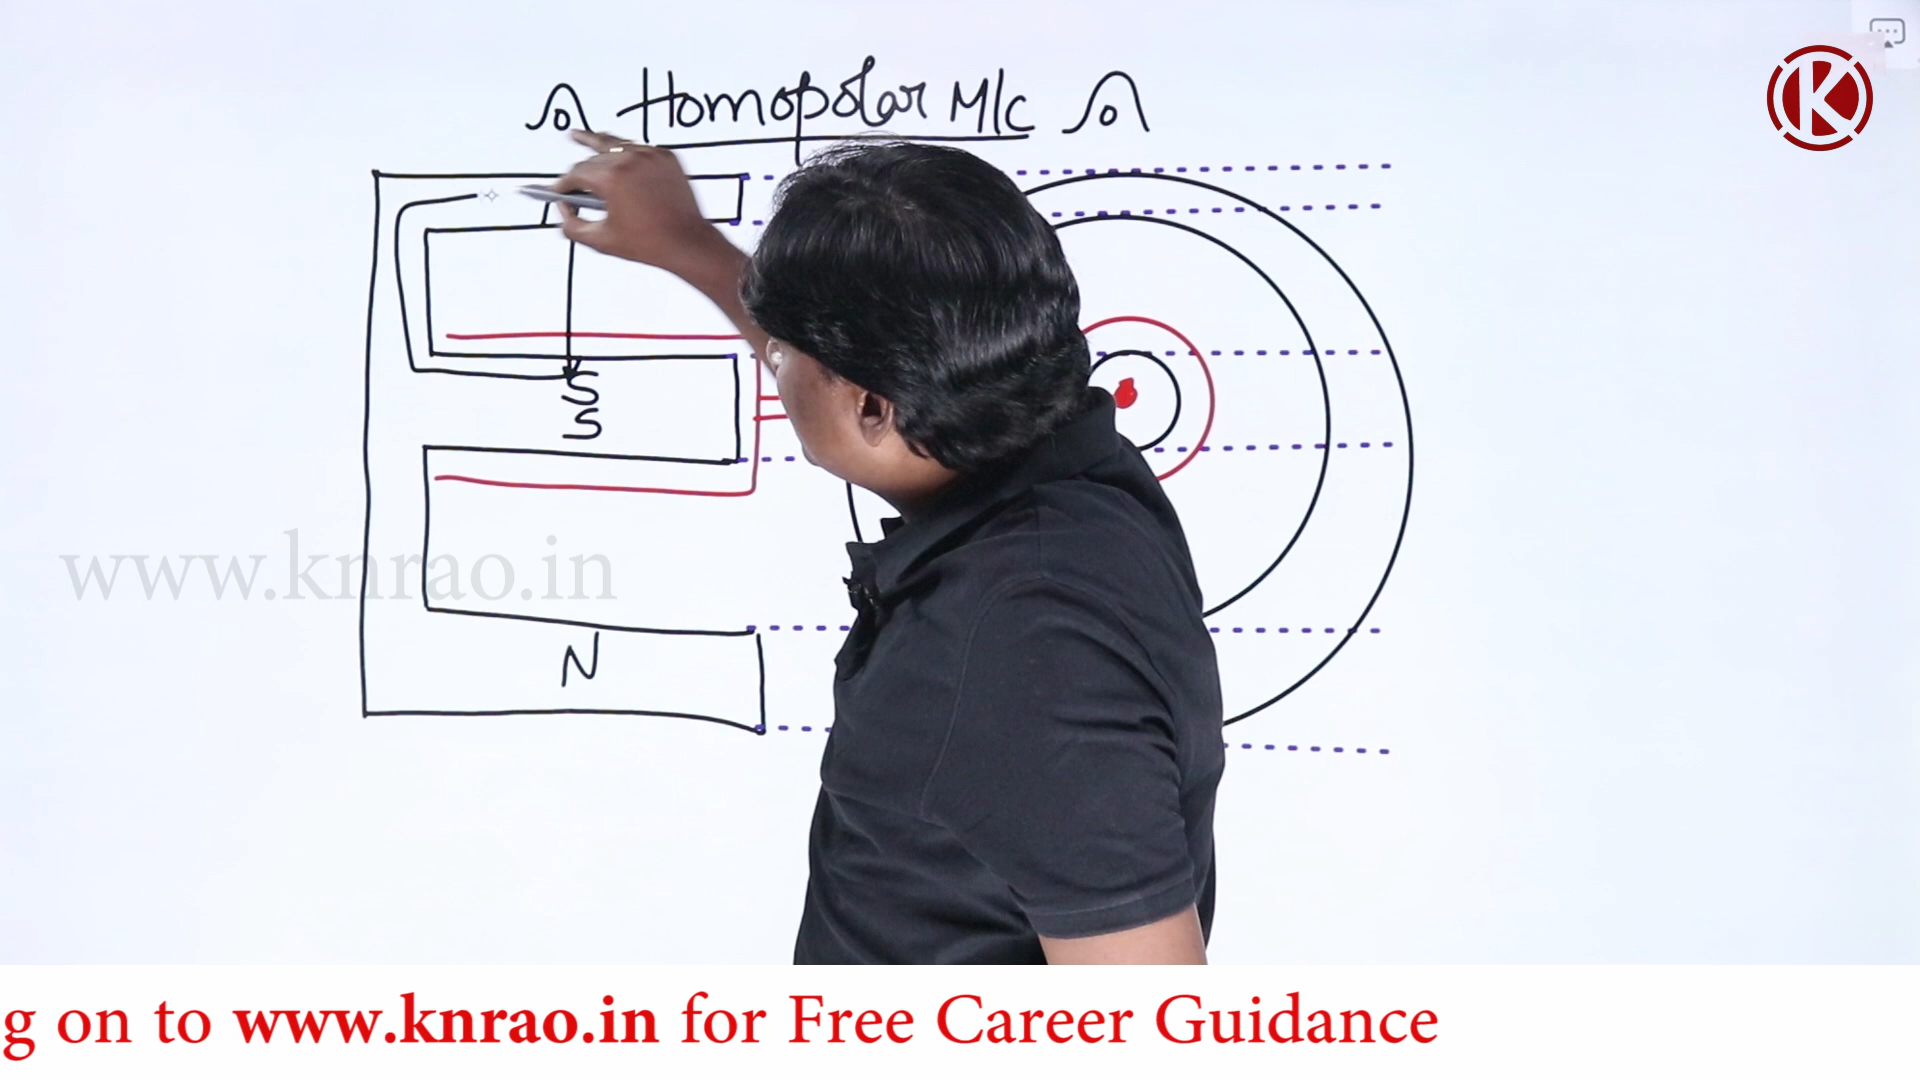 Homopolar M/C
S
S
N
www.knrao.in
K
g on to www.knrao.in for Free Career Guidance